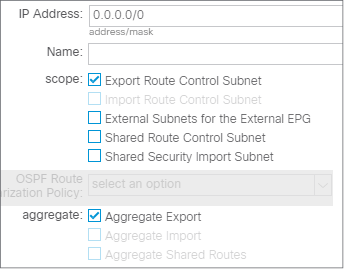 IP Address: 0.0.0.0/0
address/mask
Name:
scope: Export Route Control Subnet
Import Route Control Subnet
External Subnets for the External EPG
Shared Route Control Subnet
Shared Security Import Subnet
OSPF Route select an option
arization Policy:
aggregate: Aggregate Export
Aggregate Import
Aggregate Shared Routes